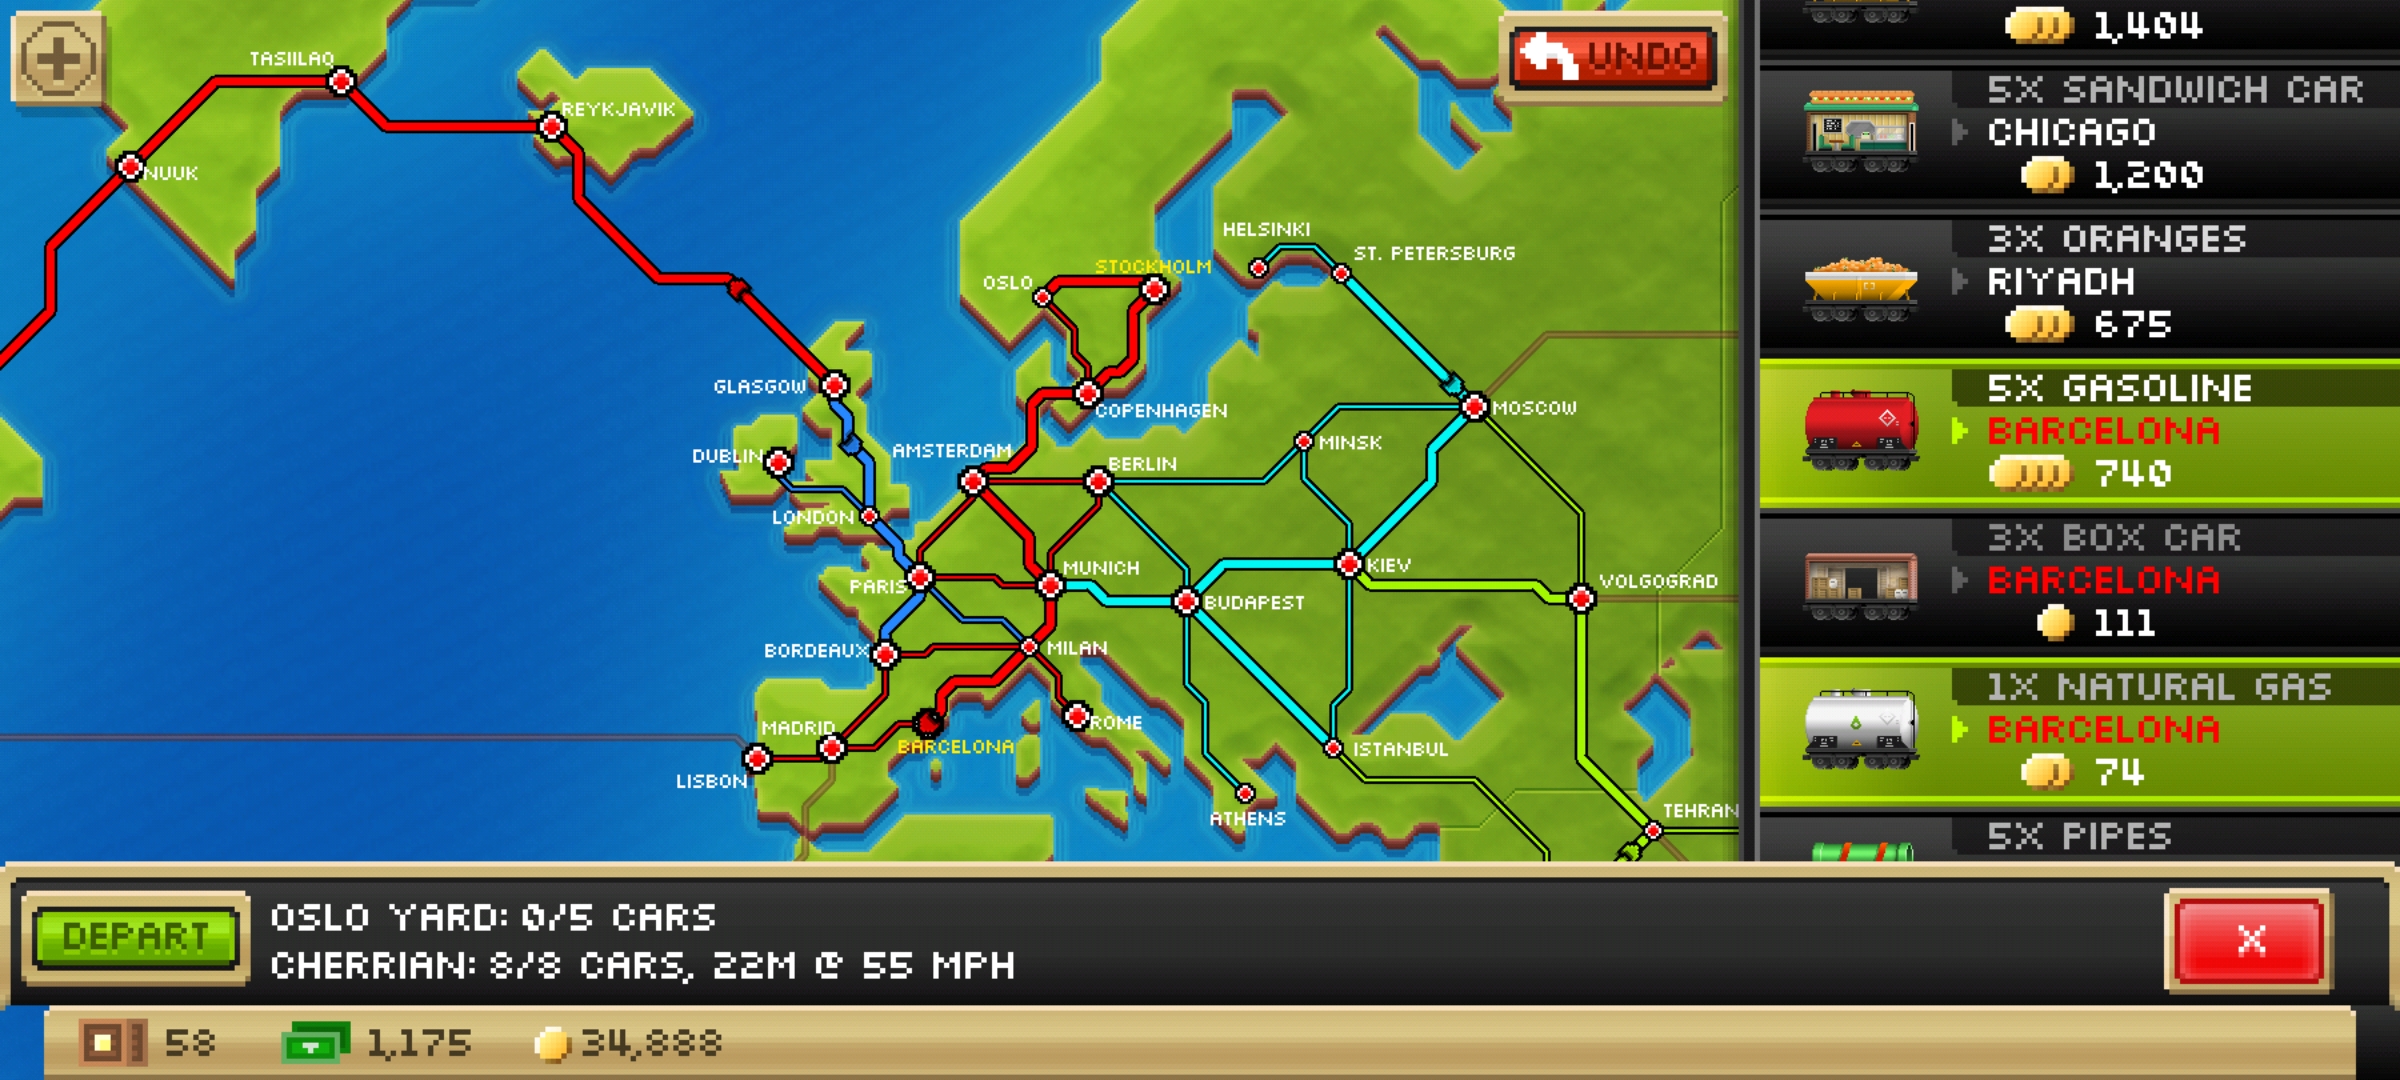 TASIILAQ
REYKJAVIK
NUUK
HELSINKI
ST. PETERSBURG
STOCKHOLM
OSLO
GLASGOW
COPENHAGEN
MOSCOW
MINSK
DUBLIN
AMSTERDAM
BERLIN
LONDON
KIEV
MUNICH
PARIS
VOLGOGRAD
BUDAPEST
BORDEAUX
MILAN
MADRID
ROME
BARCELONA
ISTANBUL
LISBON
TEHRAN
ATHENS
UNDO
1,404
5X SANDWICH CAR
CHICAGO
1,200
3X ORANGES
RIYADH
675
5X GASOLINE
BARCELONA
740
3X BOX CAR
BARCELONA
111
1X NATURAL GAS
BARCELONA
74
5X PIPES
DEPART
OSLO YARD: 0/5 CARS
CHERRIAN: 8/8 CARS, 22M @ 55 MPH
X
58
1,175
34,888